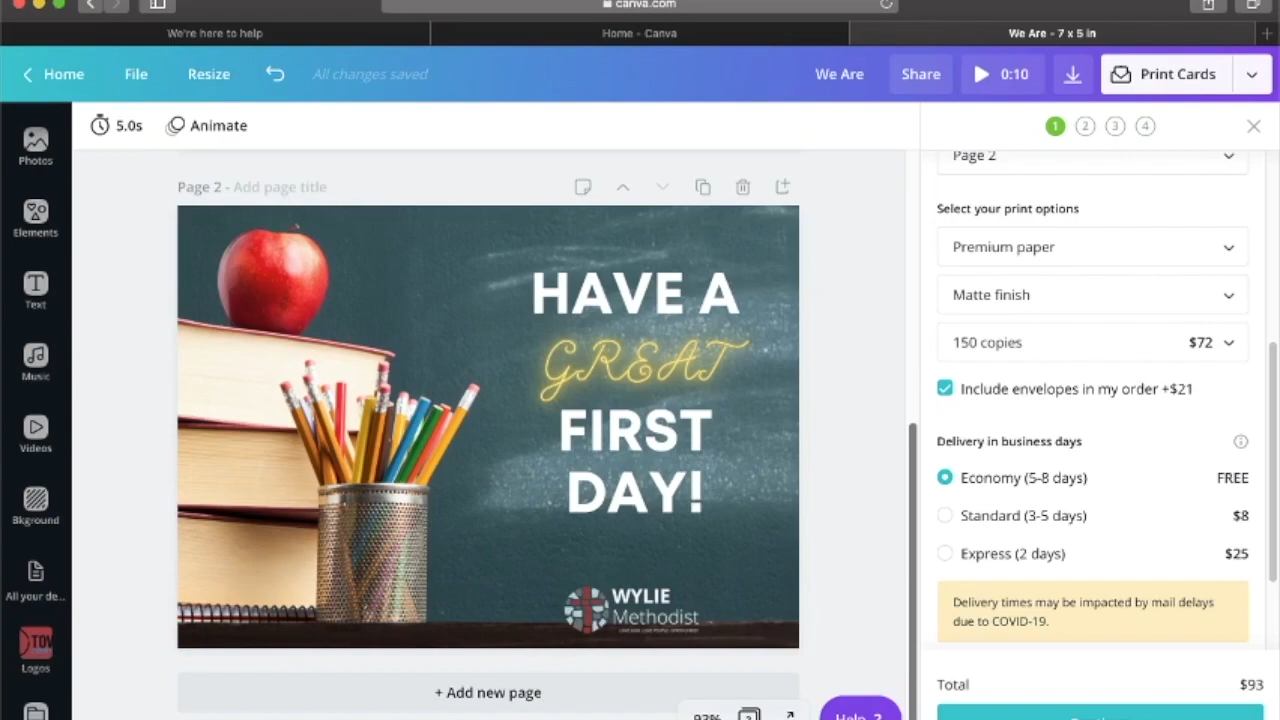 canva.com
We're here to help
Home - Canva
We Are - 7 x 5 in
Home
File
Resize
All changes saved
We Are
Share
0:10
Print Cards
5.0s
Animate
1 2 3 4
Photos
Elements
Text
Music
Videos
Bkground
All your de...
Logos
Page 2 - Add page title
HAVE A
GREAT
FIRST
DAY!
WYLIE
Methodist
+ Add new page
93%
2
Help ?
Page 2
Select your print options
Premium paper
Matte finish
150 copies $72
Include envelopes in my order +$21
Delivery in business days
Economy (5-8 days) FREE
Standard (3-5 days) $8
Express (2 days) $25
Delivery times may be impacted by mail delays
due to COVID-19.
Total $93